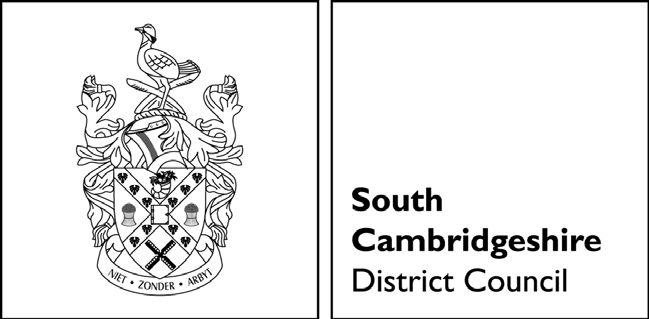 NIET • ZONDER • ARBYT
South
Cambridgeshire
District Council